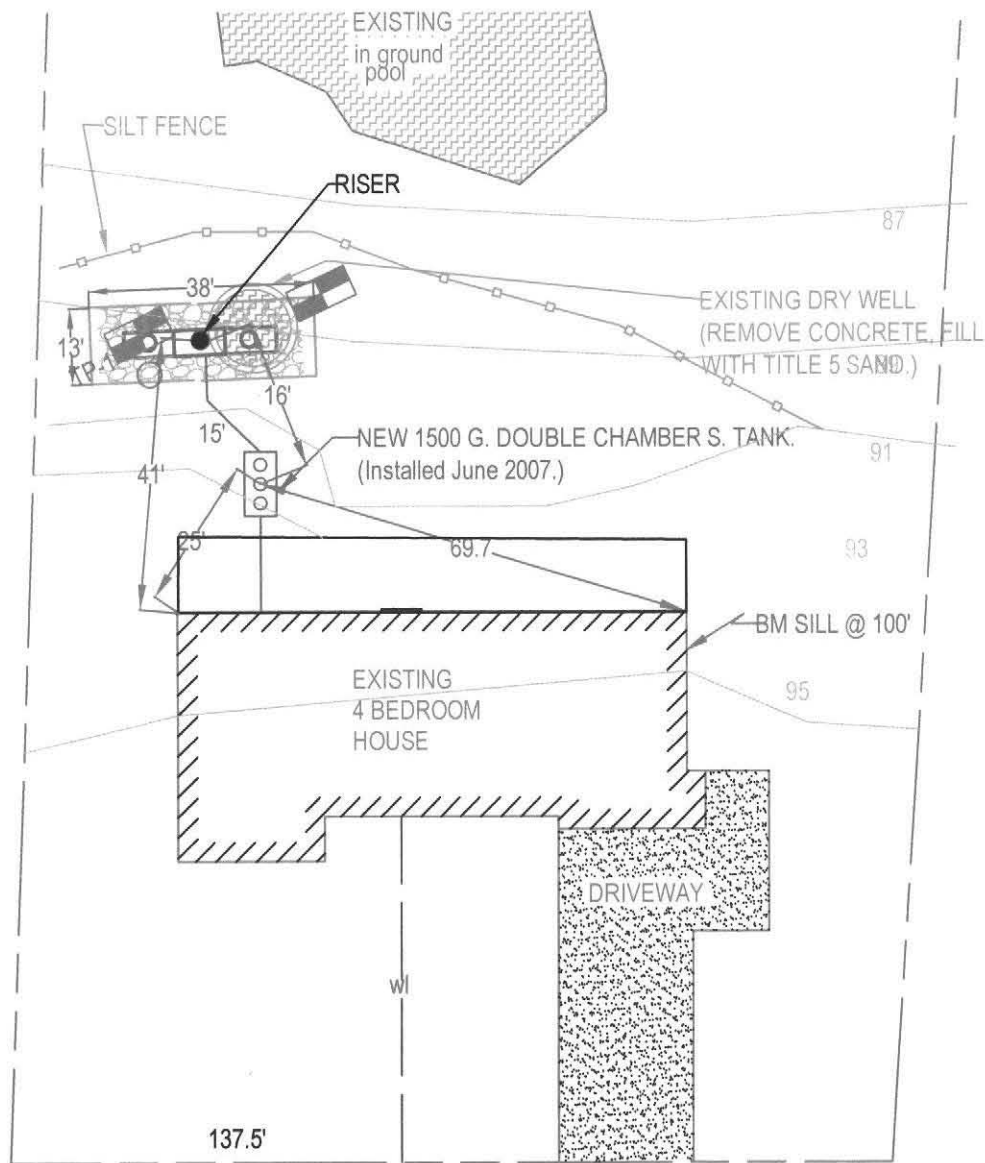 EXISTING
in ground
pool
SILT FENCE
RISER
87
38'
EXISTING DRY WELL
(REMOVE CONCRETE, FILL
WITH TITLE 5 SAND.)
89
13'
16'
15'
NEW 1500 G. DOUBLE CHAMBER S. TANK.
(Installed June 2007.)
91
41'
25'
69.7
93
BM SILL @ 100'
EXISTING
4 BEDROOM
HOUSE
95
DRIVEWAY
wl
137.5'